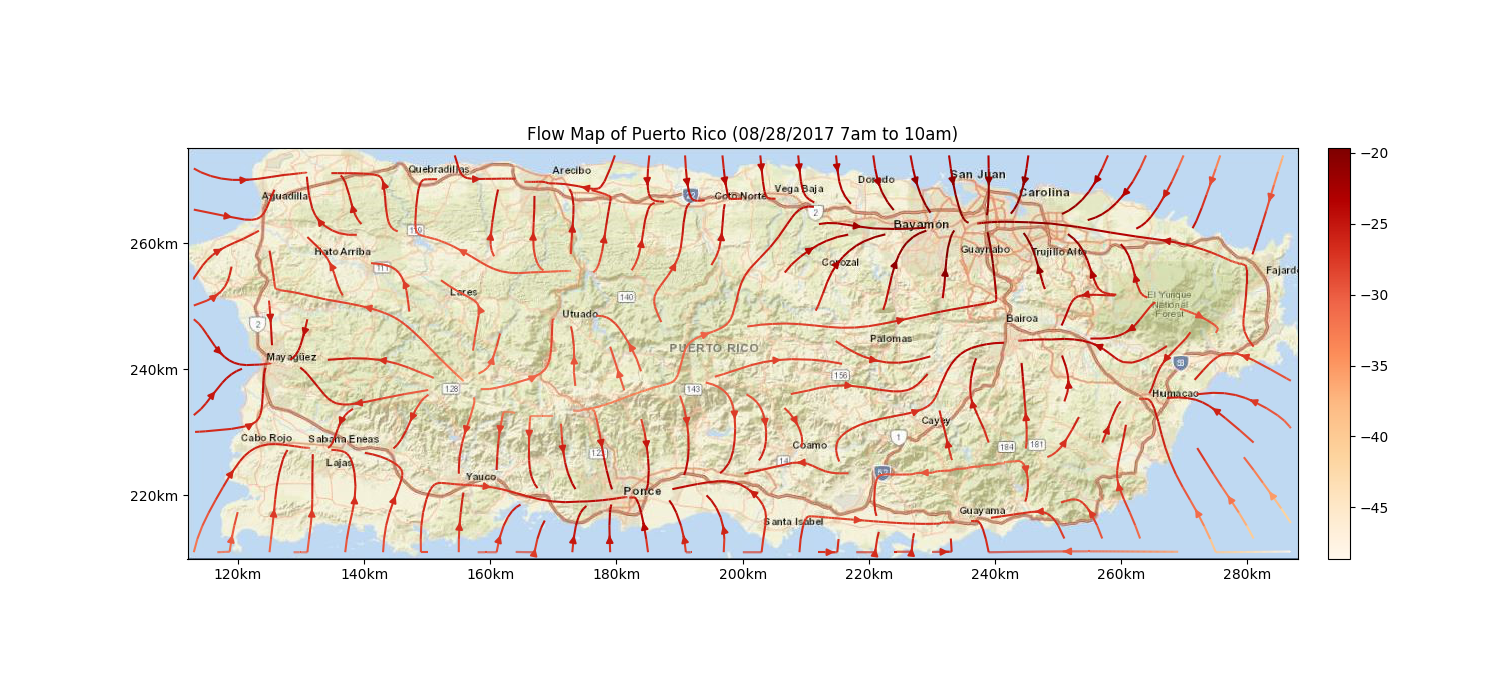 Flow Map of Puerto Rico (08/28/2017 7am to 10am)
−20
−25
−30
−35
−40
−45
260km
240km
220km
120km
140km
160km
180km
200km
220km
240km
260km
280km
Quebradillas
Arecibo
Dorado
San Juan
Aguadilla
Coto Norte
Vega Baja
Carolina
2
Bayamón
Hato Arriba
Guaynabo
Trujillo Alto
111
Corozal
Fajardo
Lares
140
El Yunque
National
Forest
2
Utuado
Bairoa
Mayagüez
PUERTO RICO
Palomas
128
143
156
53
Humacao
Cayey
Cabo Rojo
Sabana Eneas
Coamo
1
184
181
Lajas
14
52
Yauco
Ponce
Santa Isabel
Guayama